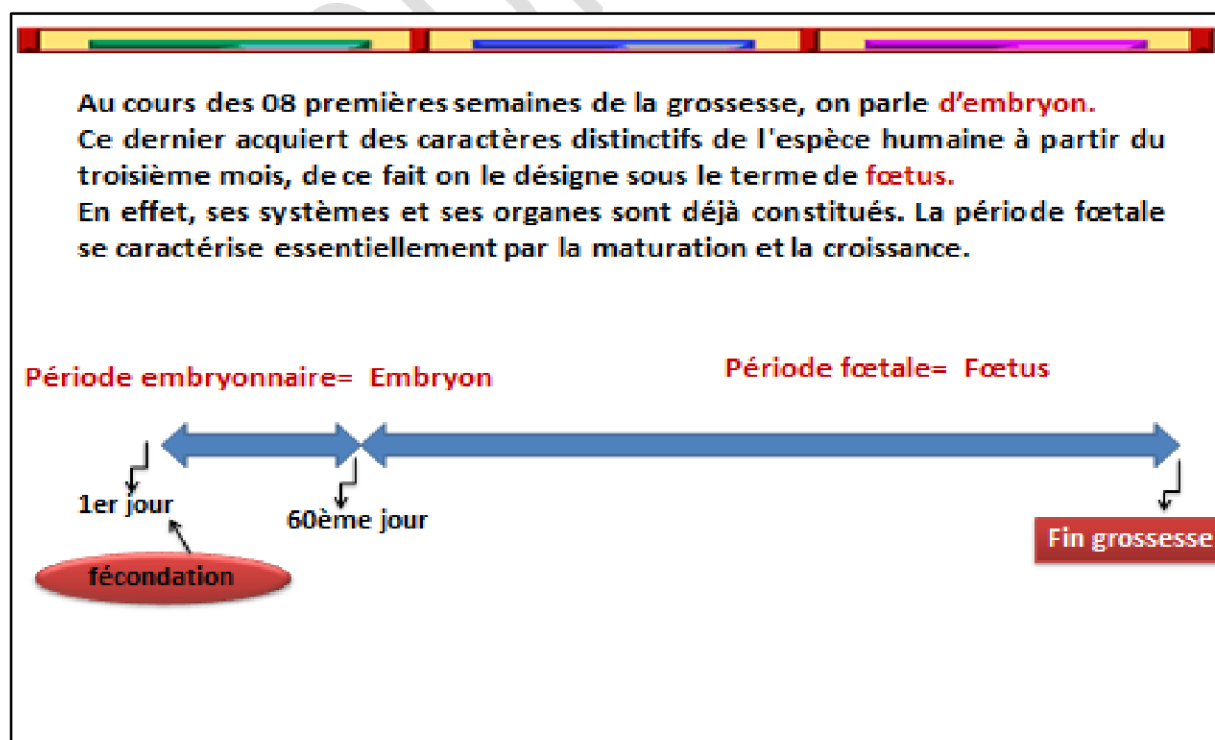 Au cours des 08 premières semaines de la grossesse, on parle d'embryon.
Ce dernier acquiert des caractères distinctifs de l'espèce humaine à partir du
troisième mois, de ce fait on le désigne sous le terme de fœtus.
En effet, ses systèmes et ses organes sont déjà constitués. La période fœtale
se caractérise essentiellement par la maturation et la croissance.
Période embryonnaire= Embryon
Période fœtale= Fœtus
1er jour
60ème jour
Fin grossesse
fécondation